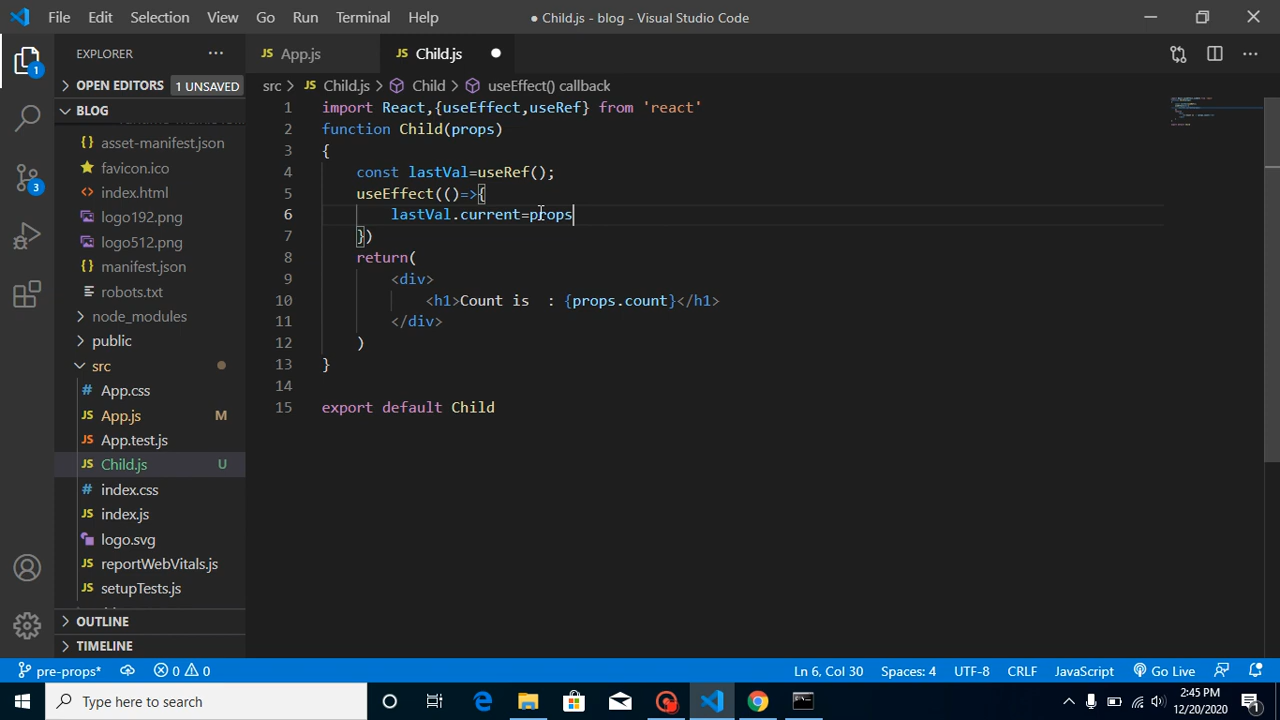 File Edit Selection View Go Run Terminal Help
● Child.js - blog - Visual Studio Code
EXPLORER
App.js
Child.js
OPEN EDITORS 1 UNSAVED
BLOG
src > JS Child.js > Child > useEffect() callback
1 import React,{useEffect,useRef} from 'react'
2 function Child(props)
3 {
4 const lastVal=useRef();
5 useEffect(()=>{
6 lastVal.current=props
7 })
8 return(
9 <div>
10 <h1>Count is  : {props.count}</h1>
11 </div>
12 )
13 }
14
15 export default Child
asset-manifest.json
favicon.ico
index.html
logo192.png
logo512.png
manifest.json
robots.txt
node_modules
public
src
App.css
App.js M
App.test.js
Child.js U
index.css
index.js
logo.svg
reportWebVitals.js
setupTests.js
OUTLINE
TIMELINE
1
3
pre-props* 0 0 Ln 6, Col 30 Spaces: 4 UTF-8 CRLF JavaScript Go Live
Type here to search
2:45 PM
12/20/2020
1